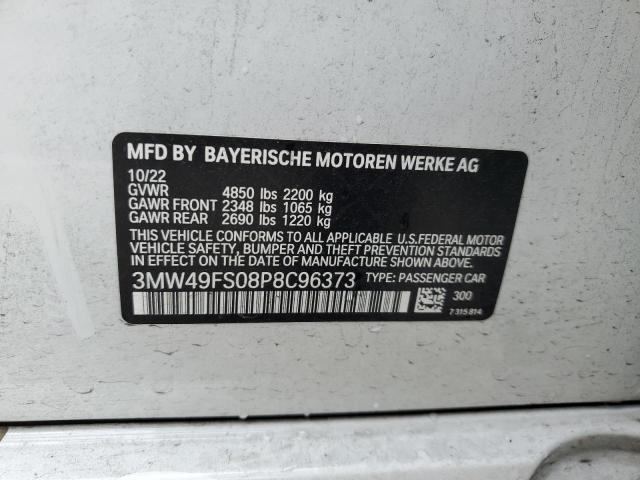 MFD BY BAYERISCHE MOTOREN WERKE AG
10/22
GVWR 4850 lbs 2200 kg
GAWR FRONT 2348 lbs 1065 kg
GAWR REAR 2690 lbs 1220 kg
THIS VEHICLE CONFORMS TO ALL APPLICABLE U.S.FEDERAL MOTOR
VEHICLE SAFETY, BUMPER AND THEFT PREVENTION STANDARDS
IN EFFECT ON THE DATE OF MANUFACTURE SHOWN ABOVE.
3MW49FS08P8C96373 TYPE: PASSENGER CAR
300
7 315 814